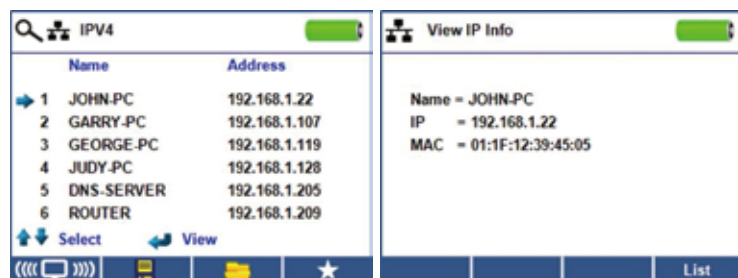 IPV4
Name Address
1 JOHN-PC 192.168.1.22
2 GARRY-PC 192.168.1.107
3 GEORGE-PC 192.168.1.119
4 JUDY-PC 192.168.1.128
5 DNS-SERVER 192.168.1.205
6 ROUTER 192.168.1.209
Select View
View IP Info
Name = JOHN-PC
IP = 192.168.1.22
MAC = 01:1F:12:39:45:05
List